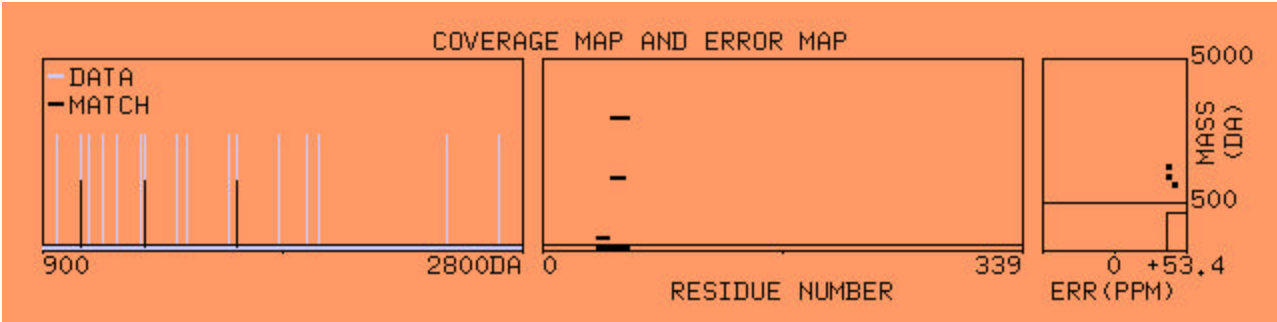 COVERAGE MAP AND ERROR MAP
DATA
MATCH
900
2800DA
0
339
RESIDUE NUMBER
5000
MASS
(DA)
500
0
+53.4
ERR(PPM)